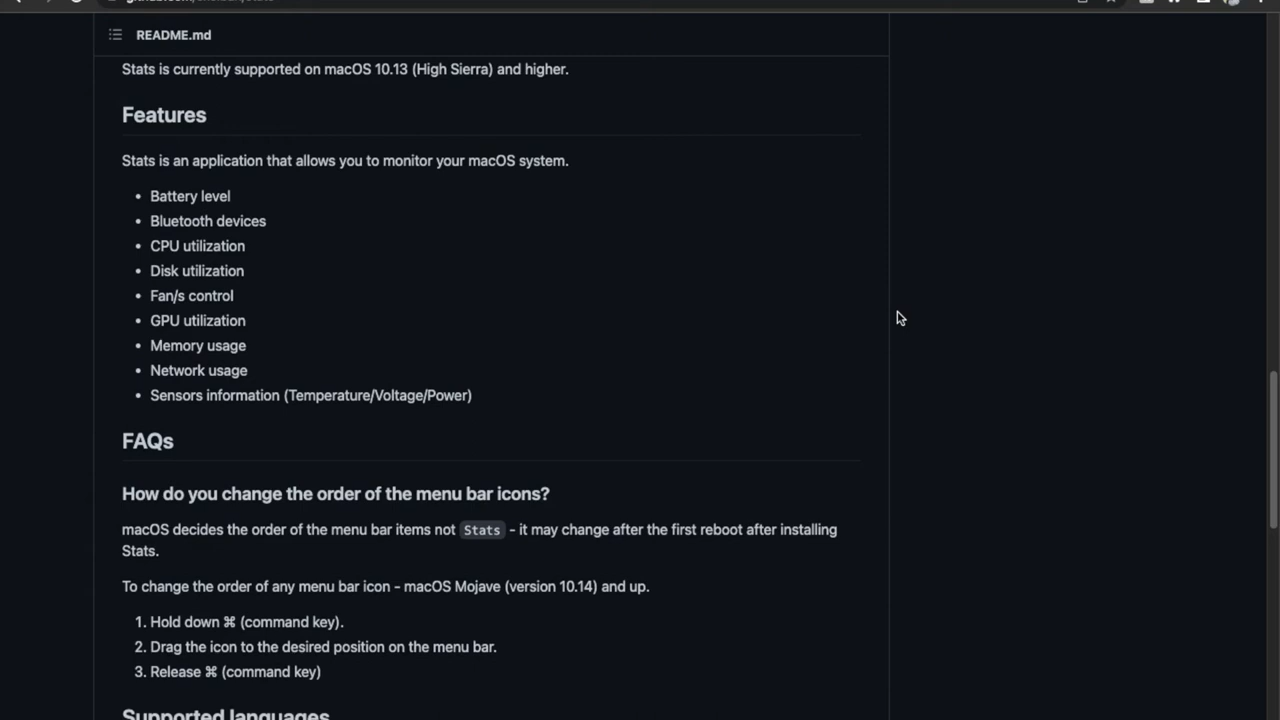 README.md
Stats is currently supported on macOS 10.13 (High Sierra) and higher.
Features
Stats is an application that allows you to monitor your macOS system.
• Battery level
• Bluetooth devices
• CPU utilization
• Disk utilization
• Fan/s control
• GPU utilization
• Memory usage
• Network usage
• Sensors information (Temperature/Voltage/Power)
FAQs
How do you change the order of the menu bar icons?
macOS decides the order of the menu bar items not Stats - it may change after the first reboot after installing
Stats.
To change the order of any menu bar icon - macOS Mojave (version 10.14) and up.
1. Hold down ⌘ (command key).
2. Drag the icon to the desired position on the menu bar.
3. Release ⌘ (command key)
Supported languages